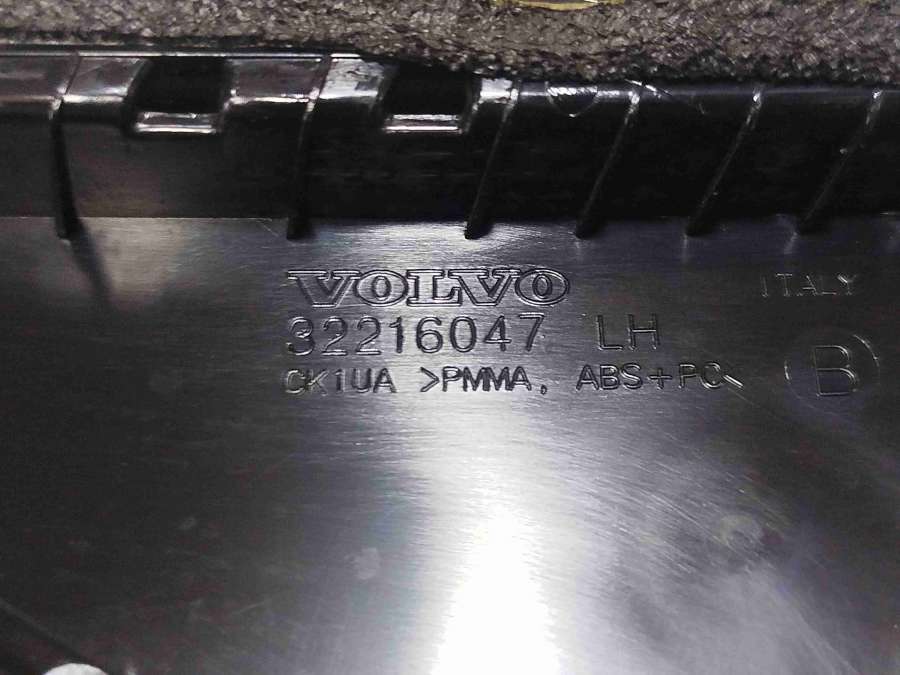 VOLVO
ITALY
32216047 LH
CK1UA >PMMA, ABS+PC<
B